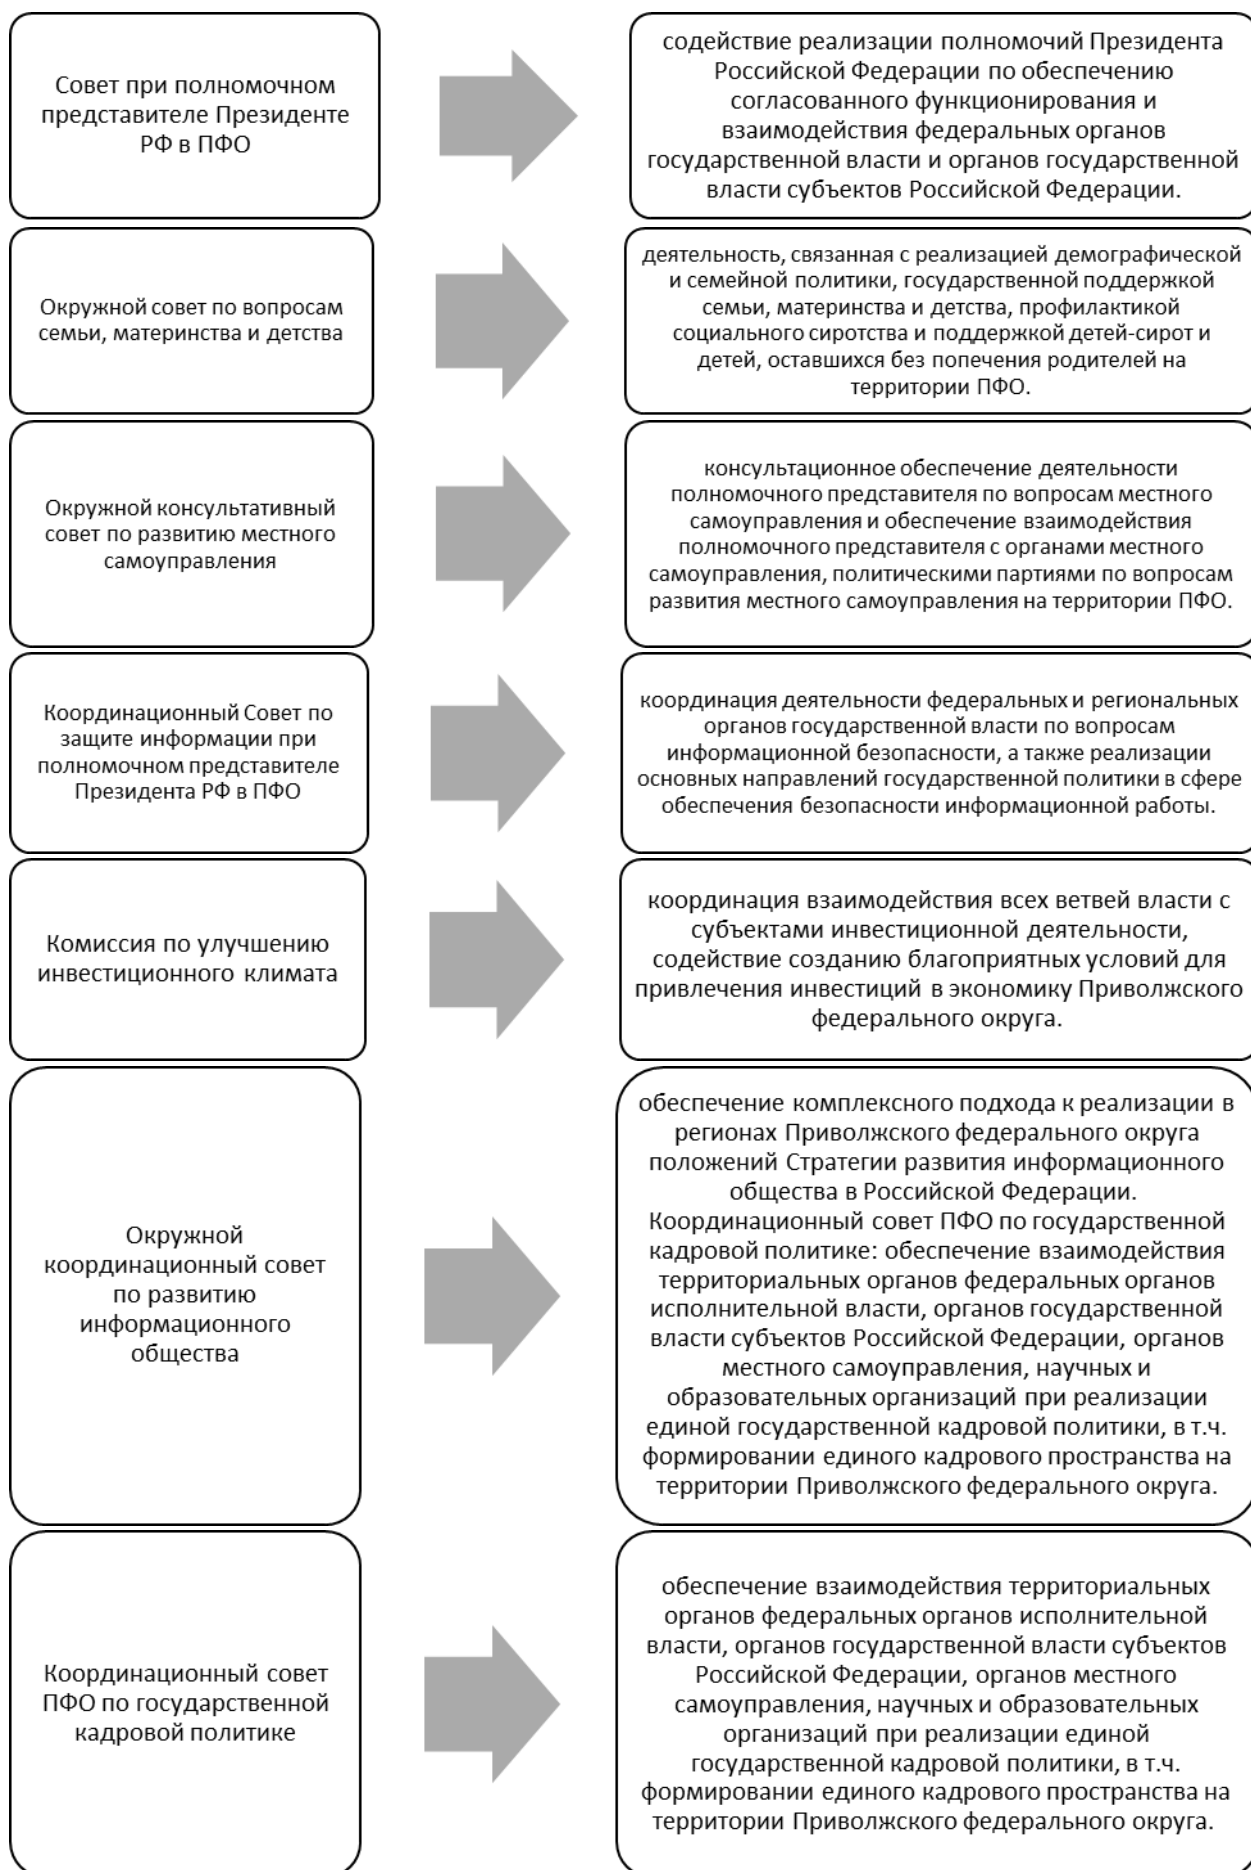 Совет при полномочном
представителе Президенте
РФ в ПФО
содействие реализации полномочий Президента
Российской Федерации по обеспечению
согласованного функционирования и
взаимодействия федеральных органов
государственной власти и органов государственной
власти субъектов Российской Федерации.
Окружной совет по вопросам
семьи, материнства и детства
деятельность, связанная с реализацией демографической
и семейной политики, государственной поддержкой
семьи, материнства и детства, профилактикой
социального сиротства и поддержкой детей-сирот и
детей, оставшихся без попечения родителей на
территории ПФО.
Окружной консультативный
совет по развитию местного
самоуправления
консультационное обеспечение деятельности
полномочного представителя по вопросам местного
самоуправления и обеспечение взаимодействия
полномочного представителя с органами местного
самоуправления, политическими партиями по вопросам
развития местного самоуправления на территории ПФО.
Координационный Совет по
защите информации при
полномочном представителе
Президента РФ в ПФО
координация деятельности федеральных и региональных
органов государственной власти по вопросам
информационной безопасности, а также реализации
основных направлений государственной политики в сфере
обеспечения безопасности информационной работы.
Комиссия по улучшению
инвестиционного климата
координация взаимодействия всех ветвей власти с
субъектами инвестиционной деятельности,
содействие созданию благоприятных условий для
привлечения инвестиций в экономику Приволжского
федерального округа.
Окружной
координационный совет
по развитию
информационного
общества
обеспечение комплексного подхода к реализации в
регионах Приволжского федерального округа
положений Стратегии развития информационного
общества в Российской Федерации.
Координационный совет ПФО по государственной
кадровой политике: обеспечение взаимодействия
территориальных органов федеральных органов
исполнительной власти, органов государственной
власти субъектов Российской Федерации, органов
местного самоуправления, научных и
образовательных организаций при реализации
единой государственной кадровой политики, в т.ч.
формировании единого кадрового пространства на
территории Приволжского федерального округа.
Координационный совет
ПФО по государственной
кадровой политике
обеспечение взаимодействия территориальных
органов федеральных органов исполнительной
власти, органов государственной власти субъектов
Российской Федерации, органов местного
самоуправления, научных и образовательных
организаций при реализации единой
государственной кадровой политики, в т.ч.
формировании единого кадрового пространства на
территории Приволжского федерального округа.